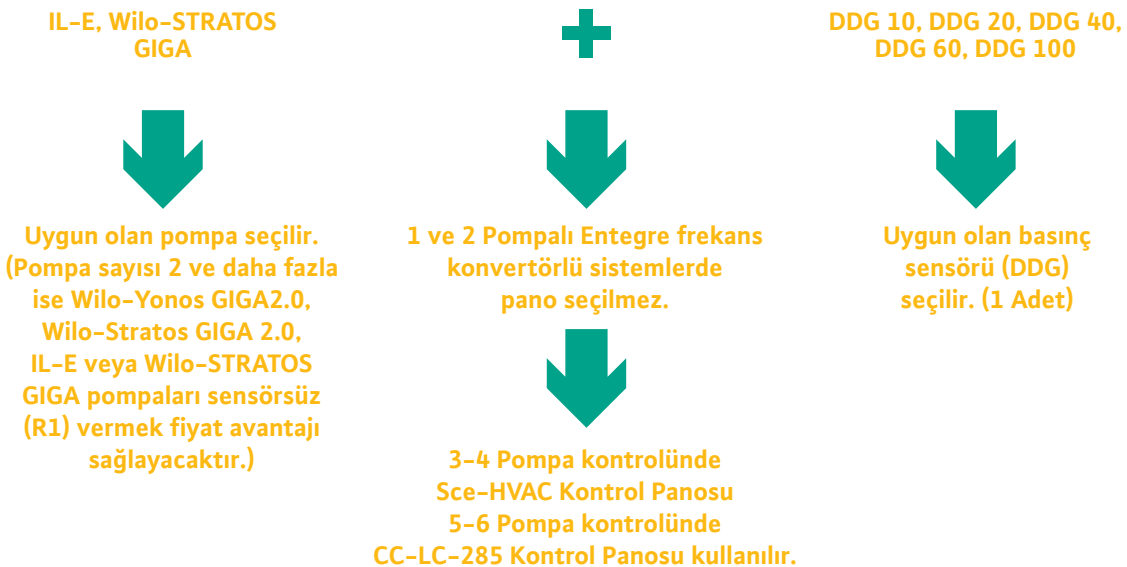 IL-E, Wilo-STRATOS
GIGA
DDG 10, DDG 20, DDG 40,
DDG 60, DDG 100
Uygun olan pompa seçilir.
(Pompa sayısı 2 ve daha fazla
ise Wilo-Yonos GIGA2.0,
Wilo-Stratos GIGA 2.0,
IL-E veya Wilo-STRATOS
GIGA pompaları sensörsüz
(R1) vermek fiyat avantajı
sağlayacaktır.)
1 ve 2 Pompalı Entegre frekans
konvertörlü sistemlerde
pano seçilmez.
3-4 Pompa kontrolünde
Sce-HVAC Kontrol Panosu
5-6 Pompa kontrolünde
CC-LC-285 Kontrol Panosu kullanılır.
Uygun olan basınç
sensörü (DDG)
seçilir. (1 Adet)